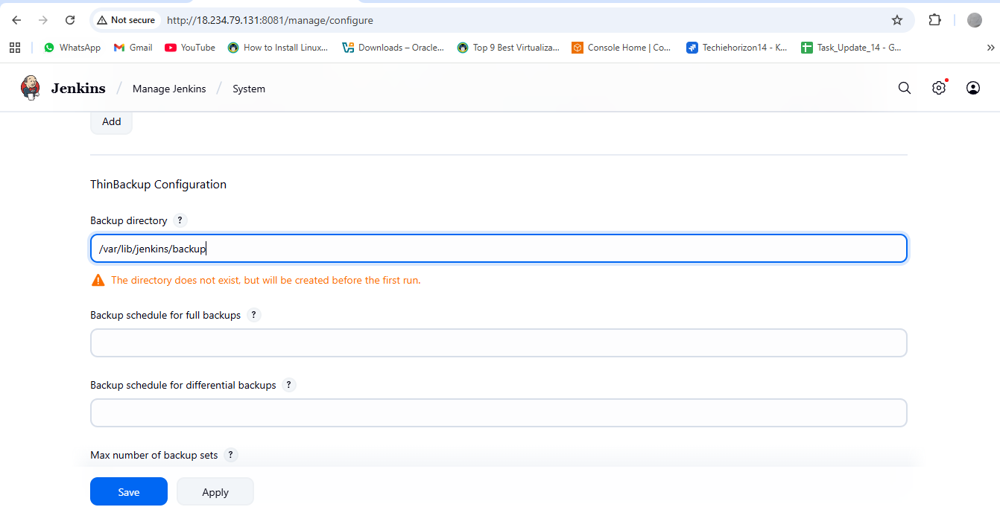 Not secure http://18.234.79.131:8081/manage/configure
WhatsApp Gmail YouTube How to Install Linux... Downloads – Oracle... Top 9 Best Virtualiza... Console Home | Co... Techiehorizon14 - K... Task_Update_14 - G... »
Jenkins / Manage Jenkins / System
Add
ThinBackup Configuration
Backup directory ?
/var/lib/jenkins/backup
The directory does not exist, but will be created before the first run.
Backup schedule for full backups ?
Backup schedule for differential backups ?
Max number of backup sets ?
Save Apply